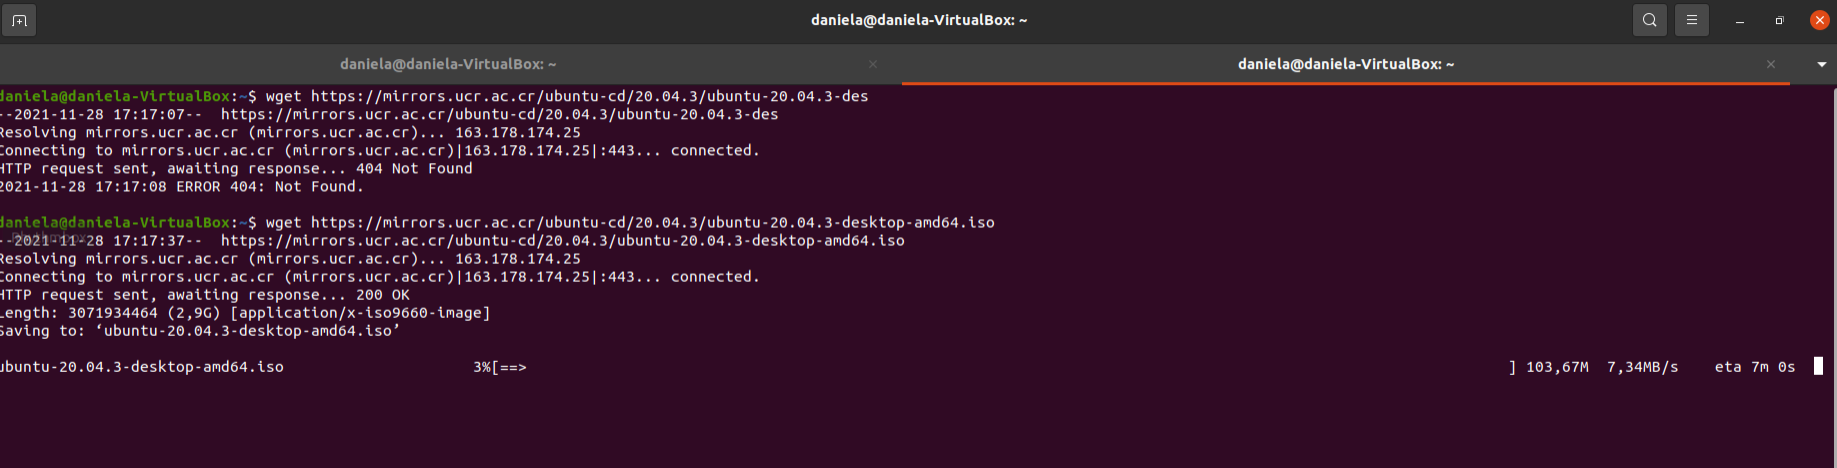 daniela@daniela-VirtualBox: ~
daniela@daniela-VirtualBox: ~
daniela@daniela-VirtualBox: ~
daniela@daniela-VirtualBox:~$ wget https://mirrors.ucr.ac.cr/ubuntu-cd/20.04.3/ubuntu-20.04.3-des
--2021-11-28 17:17:07--  https://mirrors.ucr.ac.cr/ubuntu-cd/20.04.3/ubuntu-20.04.3-des
Resolving mirrors.ucr.ac.cr (mirrors.ucr.ac.cr)... 163.178.174.25
Connecting to mirrors.ucr.ac.cr (mirrors.ucr.ac.cr)|163.178.174.25|:443... connected.
HTTP request sent, awaiting response... 404 Not Found
2021-11-28 17:17:08 ERROR 404: Not Found.
daniela@daniela-VirtualBox:~$ wget https://mirrors.ucr.ac.cr/ubuntu-cd/20.04.3/ubuntu-20.04.3-desktop-amd64.iso
Rhythmbox
--2021-11-28 17:17:37--  https://mirrors.ucr.ac.cr/ubuntu-cd/20.04.3/ubuntu-20.04.3-desktop-amd64.iso
Resolving mirrors.ucr.ac.cr (mirrors.ucr.ac.cr)... 163.178.174.25
Connecting to mirrors.ucr.ac.cr (mirrors.ucr.ac.cr)|163.178.174.25|:443... connected.
HTTP request sent, awaiting response... 200 OK
Length: 3071934464 (2,9G) [application/x-iso9660-image]
Saving to: ‘ubuntu-20.04.3-desktop-amd64.iso’
ubuntu-20.04.3-desktop-amd64.iso 3%[==> ] 103,67M 7,34MB/s eta 7m 0s